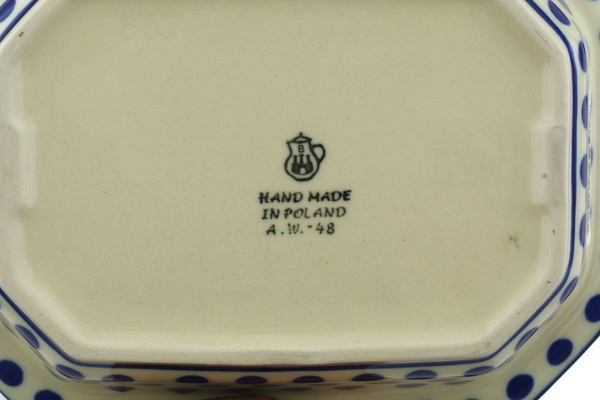 B
HAND MADE
IN POLAND
A.W.-48